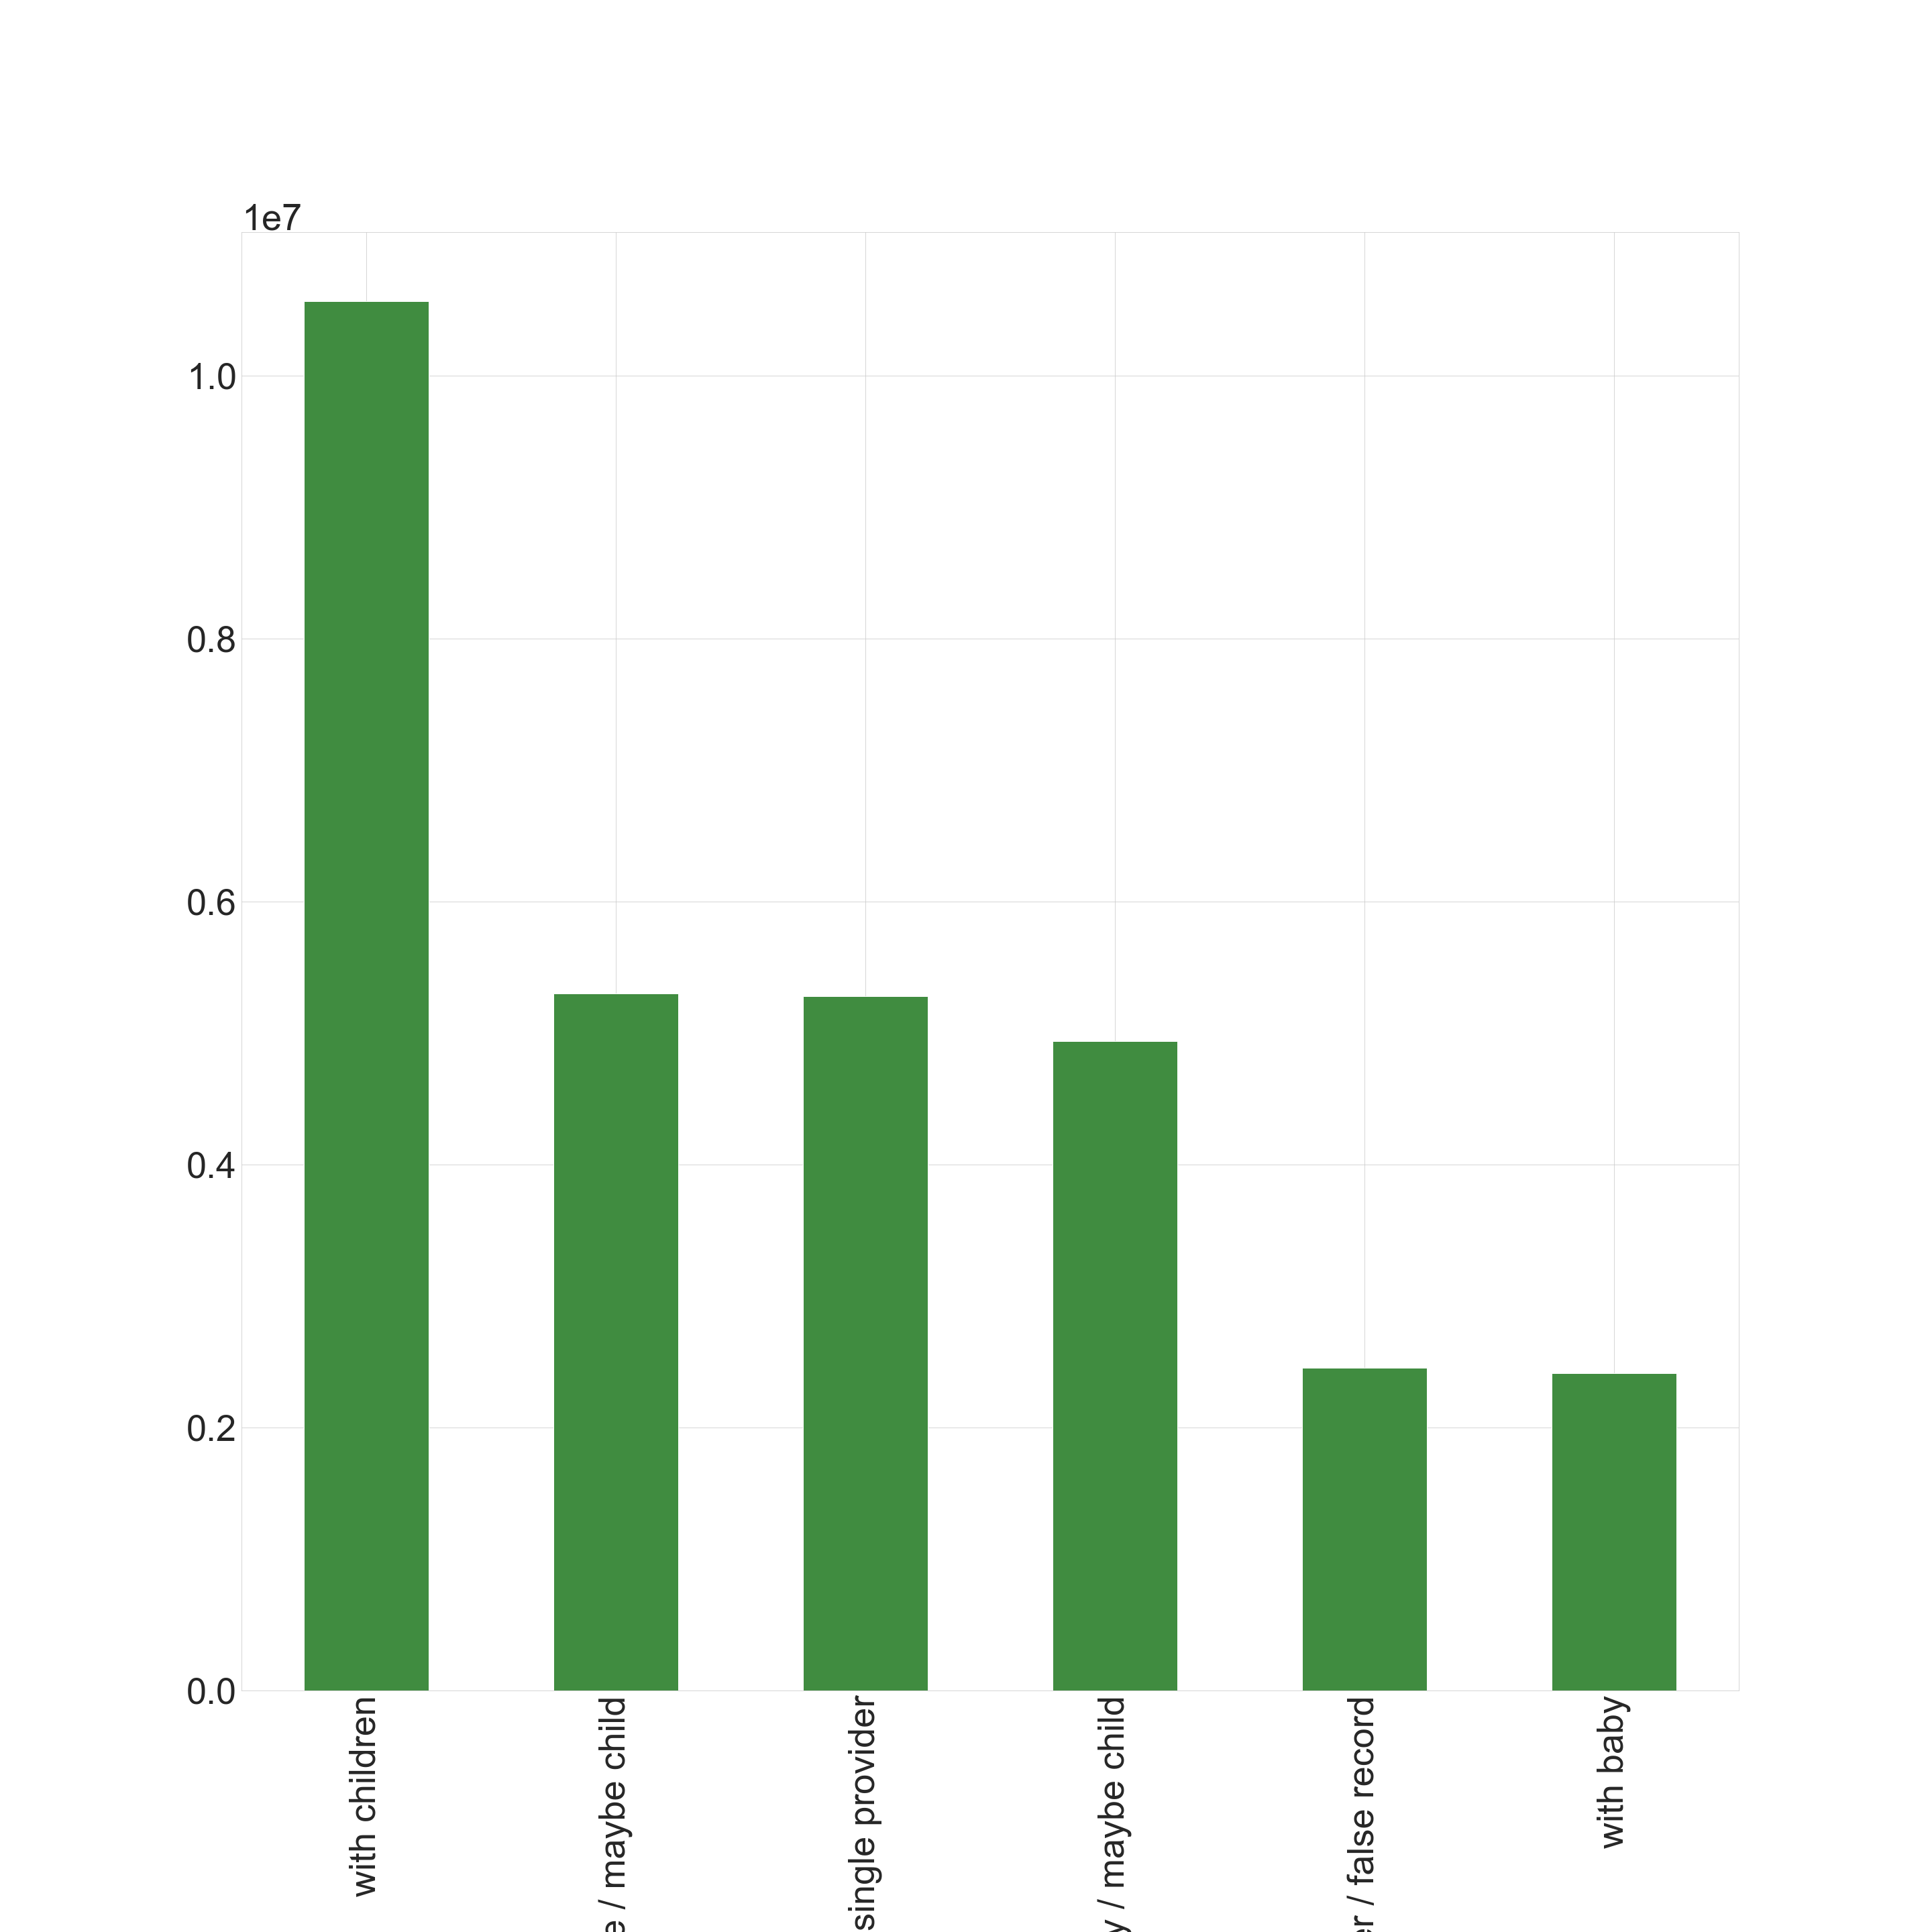 1e7
1.0
0.8
0.6
0.4
0.2
0.0
with children
/ maybe child
single provider
/ maybe child
/ false record
with baby